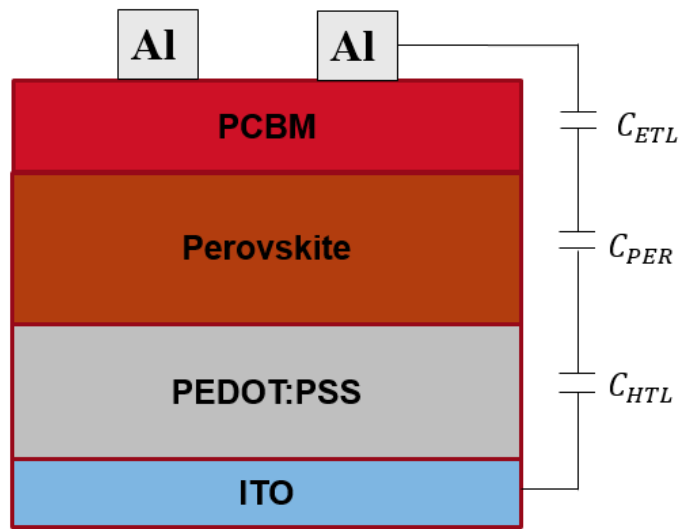 Al Al
PCBM
C_ETL
Perovskite
C_PER
PEDOT:PSS
C_HTL
ITO